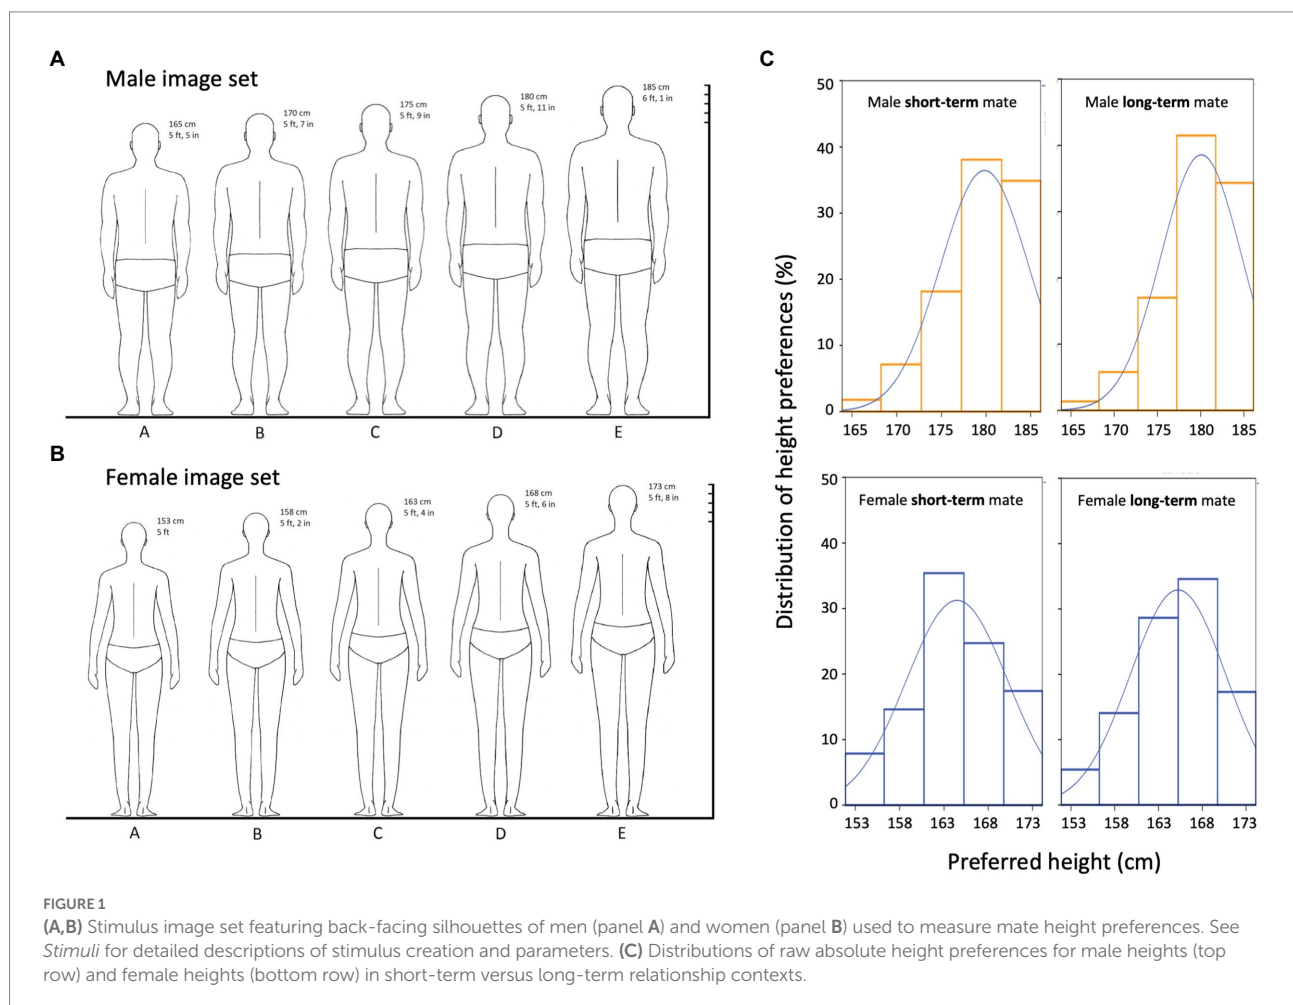 A
Male image set
165 cm
5 ft, 5 in
170 cm
5 ft, 7 in
175 cm
5 ft, 9 in
180 cm
5 ft, 11 in
185 cm
6 ft, 1 in
A B C D E
B
Female image set
153 cm
5 ft
158 cm
5 ft, 2 in
163 cm
5 ft, 4 in
168 cm
5 ft, 6 in
173 cm
5 ft, 8 in
A B C D E
C
Distribution of height preferences (%)
Male short-term mate
50
40
30
20
10
0
165 170 175 180 185
Male long-term mate
165 170 175 180 185
Female short-term mate
50
40
30
20
10
0
153 158 163 168 173
Female long-term mate
153 158 163 168 173
Preferred height (cm)
FIGURE 1
(A,B) Stimulus image set featuring back-facing silhouettes of men (panel A) and women (panel B) used to measure mate height preferences. See
Stimuli for detailed descriptions of stimulus creation and parameters. (C) Distributions of raw absolute height preferences for male heights (top
row) and female heights (bottom row) in short-term versus long-term relationship contexts.